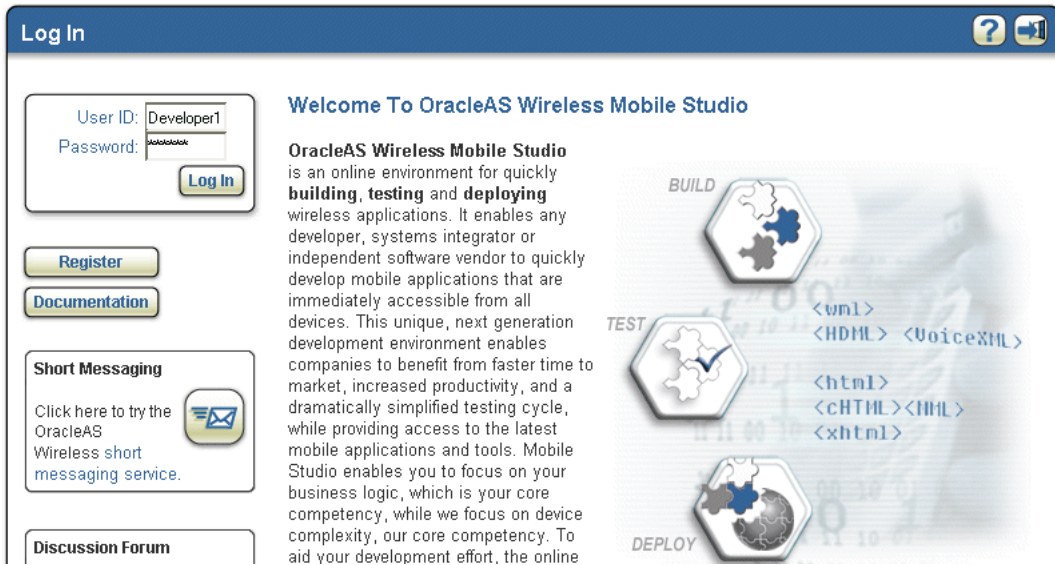 Log In
?
User ID: Developer1
Password: ********
Log In
Register
Documentation
Short Messaging
Click here to try the
OracleAS
Wireless short
messaging service.
Discussion Forum
Welcome To OracleAS Wireless Mobile Studio
OracleAS Wireless Mobile Studio
is an online environment for quickly
building, testing and deploying
wireless applications. It enables any
developer, systems integrator or
independent software vendor to quickly
develop mobile applications that are
immediately accessible from all
devices. This unique, next generation
development environment enables
companies to benefit from faster time to
market, increased productivity, and a
dramatically simplified testing cycle,
while providing access to the latest
mobile applications and tools. Mobile
Studio enables you to focus on your
business logic, which is your core
competency, while we focus on device
complexity, our core competency. To
aid your development effort, the online
BUILD
TEST
<wml>
<HDML> <VoiceXML>
<html>
<cHTML><MML>
<xhtml>
DEPLOY